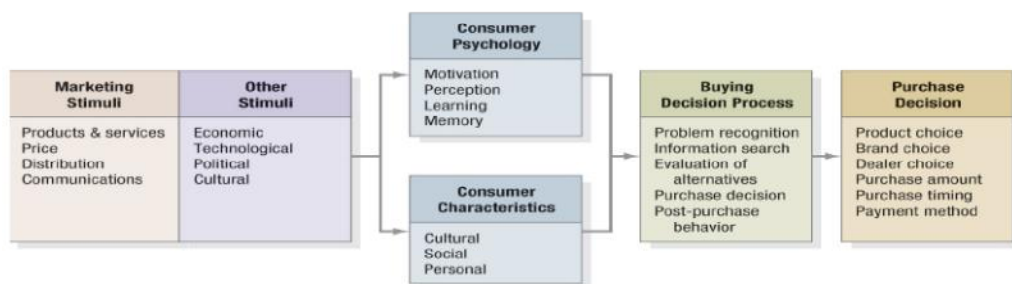 Marketing
Stimuli
Products & services
Price
Distribution
Communications
Other
Stimuli
Economic
Technological
Political
Cultural
Consumer
Psychology
Motivation
Perception
Learning
Memory
Consumer
Characteristics
Cultural
Social
Personal
Buying
Decision Process
Problem recognition
Information search
Evaluation of
alternatives
Purchase decision
Post-purchase
behavior
Purchase
Decision
Product choice
Brand choice
Dealer choice
Purchase amount
Purchase timing
Payment method